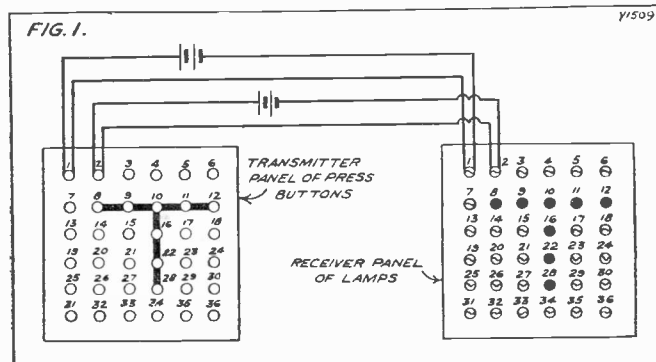 FIG. 1.
Y1509
TRANSMITTER
PANEL OF PRESS
BUTTONS
1 2 3 4 5 6
7 8 9 10 11 12
13 14 15 16 17 18
19 20 21 22 23 24
25 26 27 28 29 30
31 32 33 24 35 36
RECEIVER PANEL
OF LAMPS
1 2 3 4 5 6
7 8 9 10 11 12
13 14 15 16 17 18
19 20 21 22 23 24
25 26 27 28 29 30
31 32 33 34 35 36